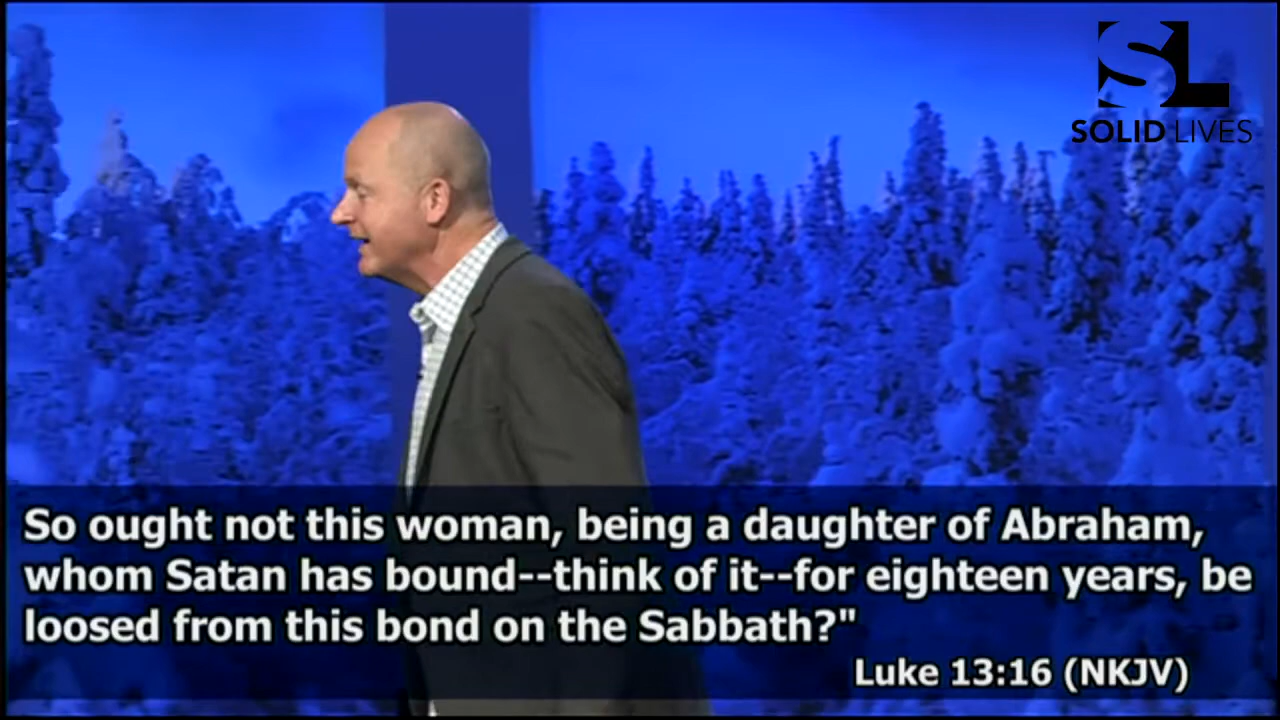 SL
SOLID LIVES
So ought not this woman, being a daughter of Abraham,
whom Satan has bound--think of it--for eighteen years, be
loosed from this bond on the Sabbath?"
Luke 13:16 (NKJV)